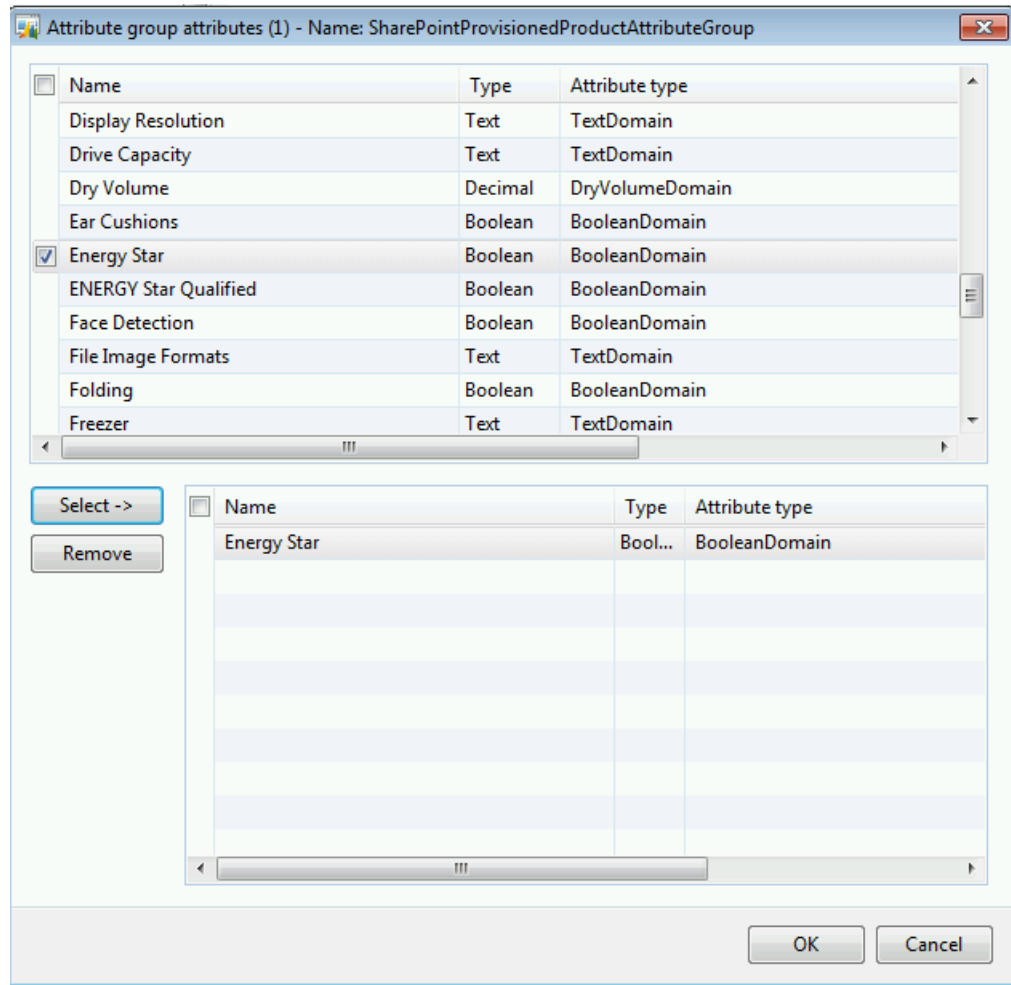 Attribute group attributes (1) - Name: SharePointProvisionedProductAttributeGroup
Name Type Attribute type
Display Resolution Text TextDomain
Drive Capacity Text TextDomain
Dry Volume Decimal DryVolumeDomain
Ear Cushions Boolean BooleanDomain
Energy Star Boolean BooleanDomain
ENERGY Star Qualified Boolean BooleanDomain
Face Detection Boolean BooleanDomain
File Image Formats Text TextDomain
Folding Boolean BooleanDomain
Freezer Text TextDomain
Select -> Name Type Attribute type
Remove Energy Star Bool... BooleanDomain
OK Cancel